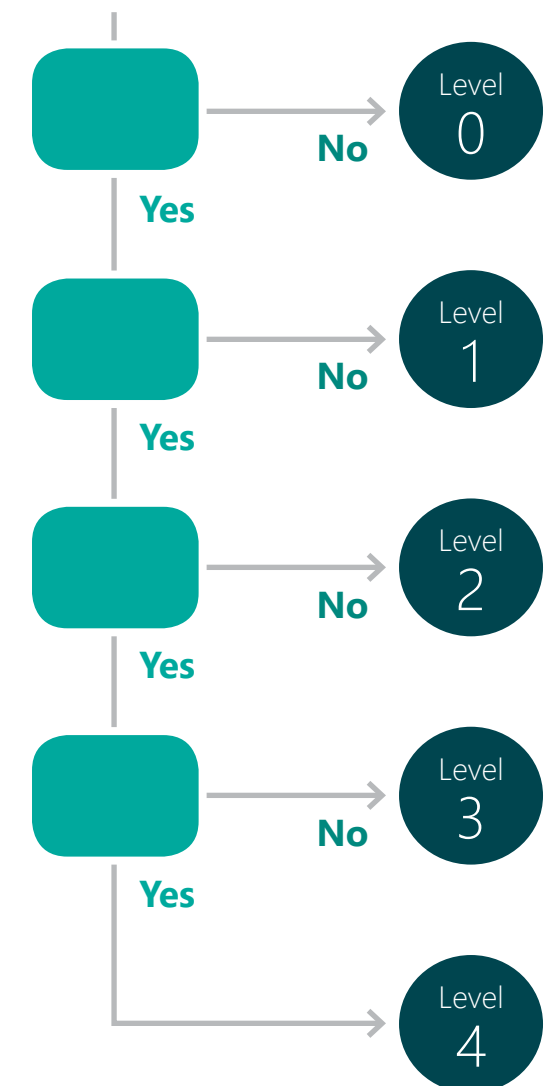 Level
0
No
Yes
Level
1
No
Yes
Level
2
No
Yes
Level
3
No
Yes
Level
4